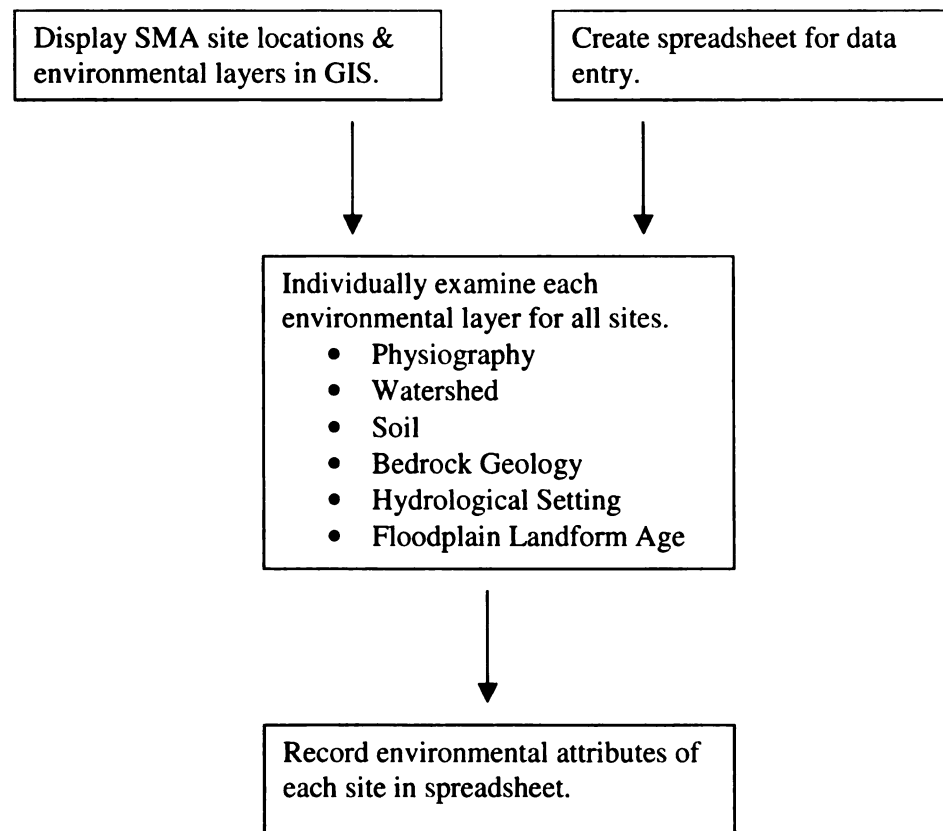 Display SMA site locations &
environmental layers in GIS.
Create spreadsheet for data
entry.
Individually examine each
environmental layer for all sites.
• Physiography
• Watershed
• Soil
• Bedrock Geology
• Hydrological Setting
• Floodplain Landform Age
Record environmental attributes of
each site in spreadsheet.